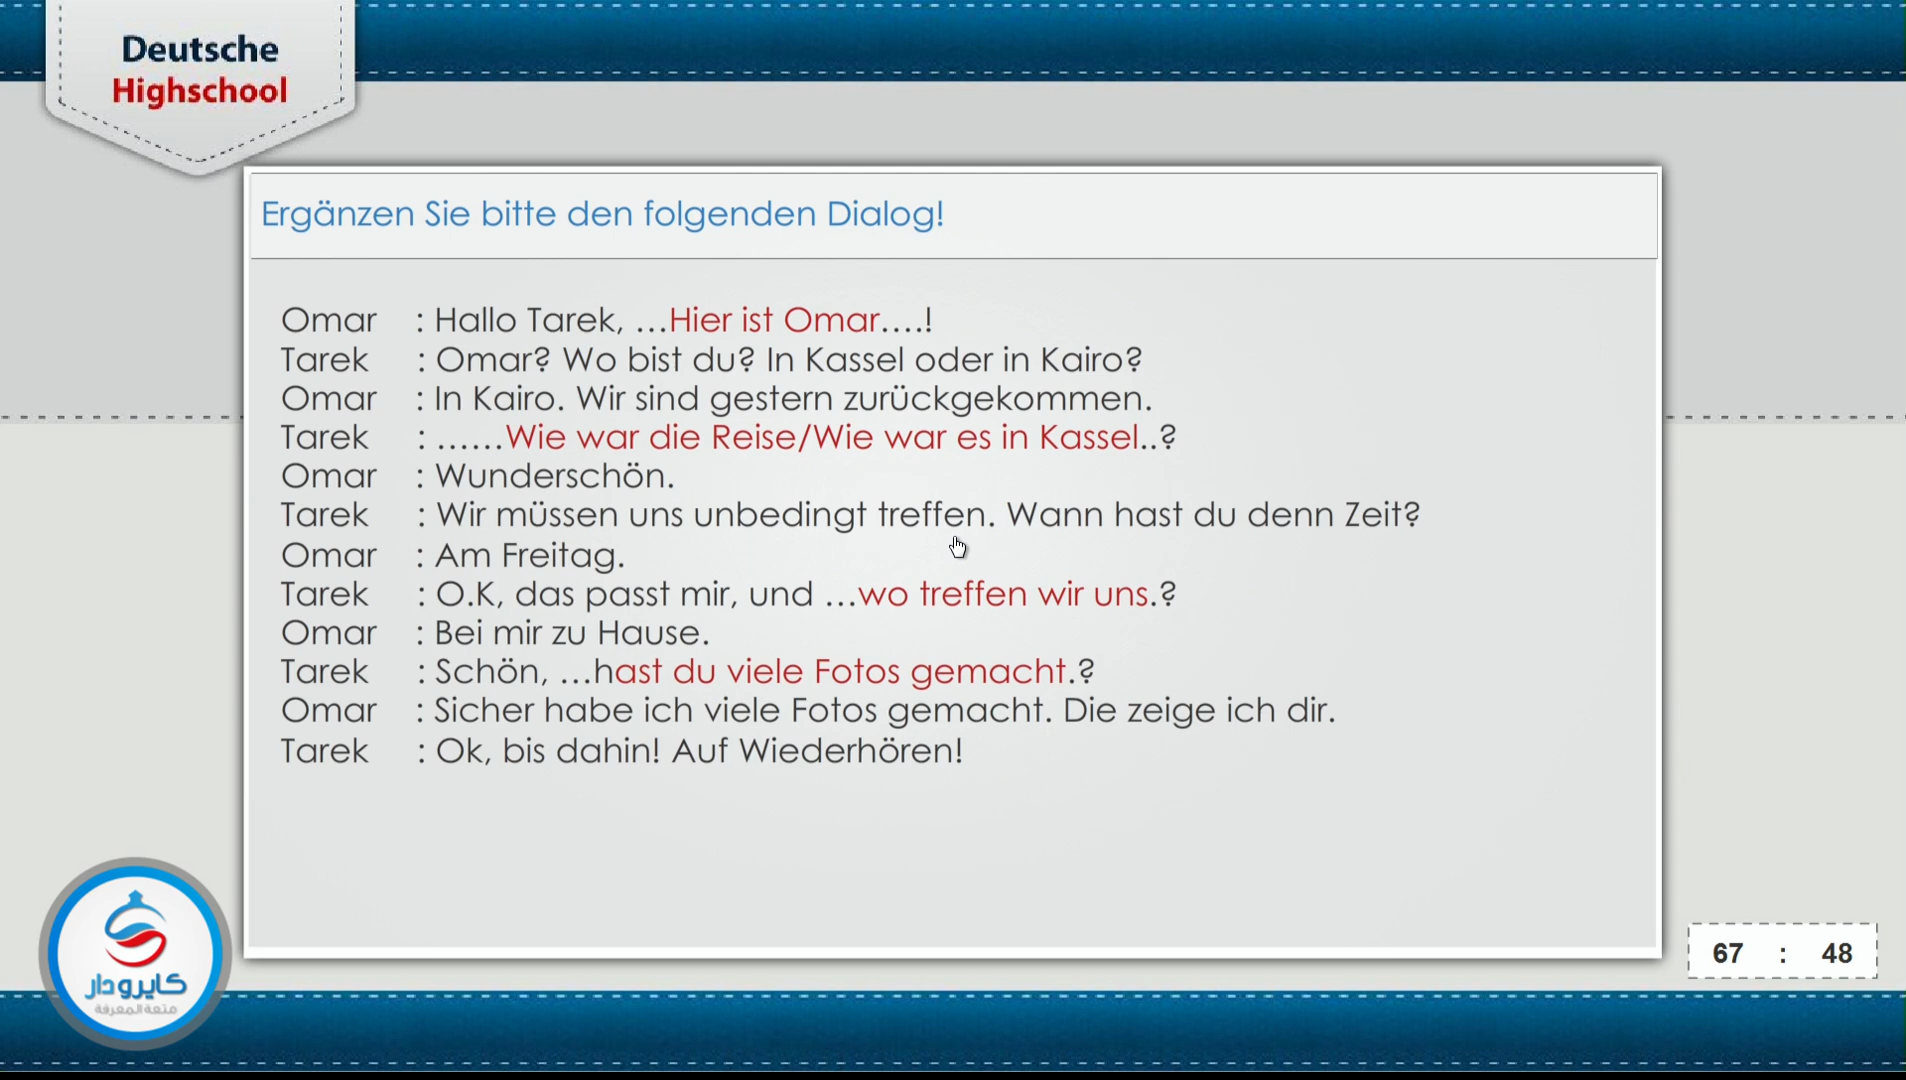 Deutsche
Highschool
Ergänzen Sie bitte den folgenden Dialog!
Omar : Hallo Tarek, ...Hier ist Omar....!
Tarek : Omar? Wo bist du? In Kassel oder in Kairo?
Omar : In Kairo. Wir sind gestern zurückgekommen.
Tarek : ......Wie war die Reise/Wie war es in Kassel..?
Omar : Wunderschön.
Tarek : Wir müssen uns unbedingt treffen. Wann hast du denn Zeit?
Omar : Am Freitag.
Tarek : O.K, das passt mir, und ...wo treffen wir uns.?
Omar : Bei mir zu Hause.
Tarek : Schön, ...hast du viele Fotos gemacht.?
Omar : Sicher habe ich viele Fotos gemacht. Die zeige ich dir.
Tarek : Ok, bis dahin! Auf Wiederhören!
67 : 48
كايرودار
متعة المعرفة